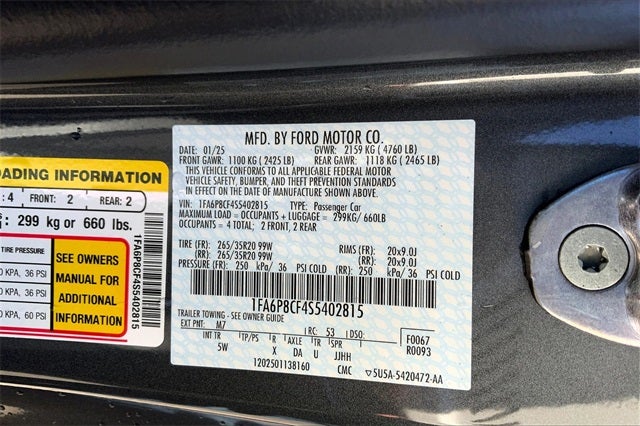 OADING INFORMATION
: 4 FRONT: 2 REAR: 2
: 299 kg or 660 lbs.
TIRE PRESSURE
0 KPA, 36 PSI
0 KPA, 36 PSI
0 KPA, 60 PSI
SEE OWNERS
MANUAL FOR
ADDITIONAL
INFORMATION
1FA6P8CF4S5402815
MFD. BY FORD MOTOR CO.
01/25 GVWR: 2159 KG ( 4760 LB)
FRONT GAWR: 1100 KG ( 2425 LB) REAR GAWR: 1118 KG ( 2465 LB)
THIS VEHICLE CONFORMS TO ALL APPLICABLE FEDERAL MOTOR
VEHICLE SAFETY, BUMPER, AND THEFT PREVENTION STANDARDS
IN EFFECT ON THE DATE OF MANUFACTURE SHOWN ABOVE.
VIN: 1FA6P8CF4S5402815 TYPE: Passenger Car
MAXIMUM LOAD = OCCUPANTS + LUGGAGE = 299KG/ 660LB
OCCUPANTS = 4 TOTAL; 2 FRONT, 2 REAR
TIRE (FR): 265/35R20 99W RIMS (FR): 20x9.0J
TIRE (RR): 265/35R20 99W RIMS (RR): 20x9.0J
PRESSURE (FR): 250 kPa/ 36 PSI COLD (RR): 250 kPa/ 36 PSI COLD
1FA6P8CF4S5402815
TRAILER TOWING - SEE OWNER GUIDE
EXT PNT: M7 RC: 53 DSO: F0067
INT TR TP/PS R AXLE TR SPR R0093
5W X DA JJHH
1202501138160 CMC ▽5U5A-5420472-AA